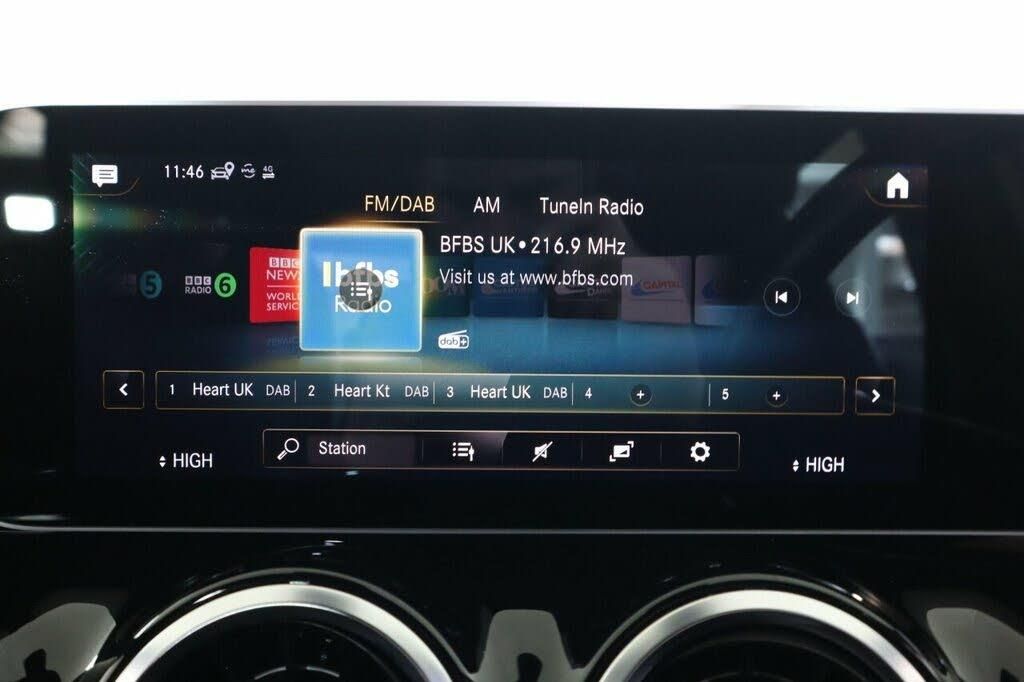 11:46 me 4G
FM/DAB AM TuneIn Radio
BFBS UK • 216.9 MHz
Visit us at www.bfbs.com
5
BBC RADIO 6
BBC
NEWS
WORLD
SERVICE
bfbs
Radio
CAPITAL
dab+
1 Heart UK DAB 2 Heart Kt DAB 3 Heart UK DAB 4 + 5 +
Station
HIGH
HIGH